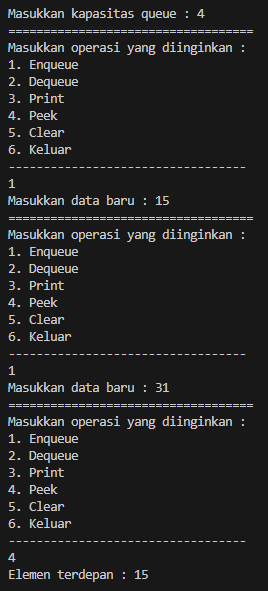 Masukkan kapasitas queue : 4
===================================
Masukkan operasi yang diinginkan :
1. Enqueue
2. Dequeue
3. Print
4. Peek
5. Clear
6. Keluar
----------------------------------
1
Masukkan data baru : 15
===================================
Masukkan operasi yang diinginkan :
1. Enqueue
2. Dequeue
3. Print
4. Peek
5. Clear
6. Keluar
----------------------------------
1
Masukkan data baru : 31
===================================
Masukkan operasi yang diinginkan :
1. Enqueue
2. Dequeue
3. Print
4. Peek
5. Clear
6. Keluar
----------------------------------
4
Elemen terdepan : 15